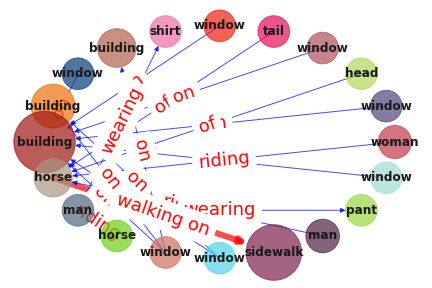 window
tail
shirt
building
window
window
head
building
window
wearing
of on
of
on
building
woman
riding
horse
window
on
on
man
wearing
pant
walking on
horse
man
window
window
sidewalk